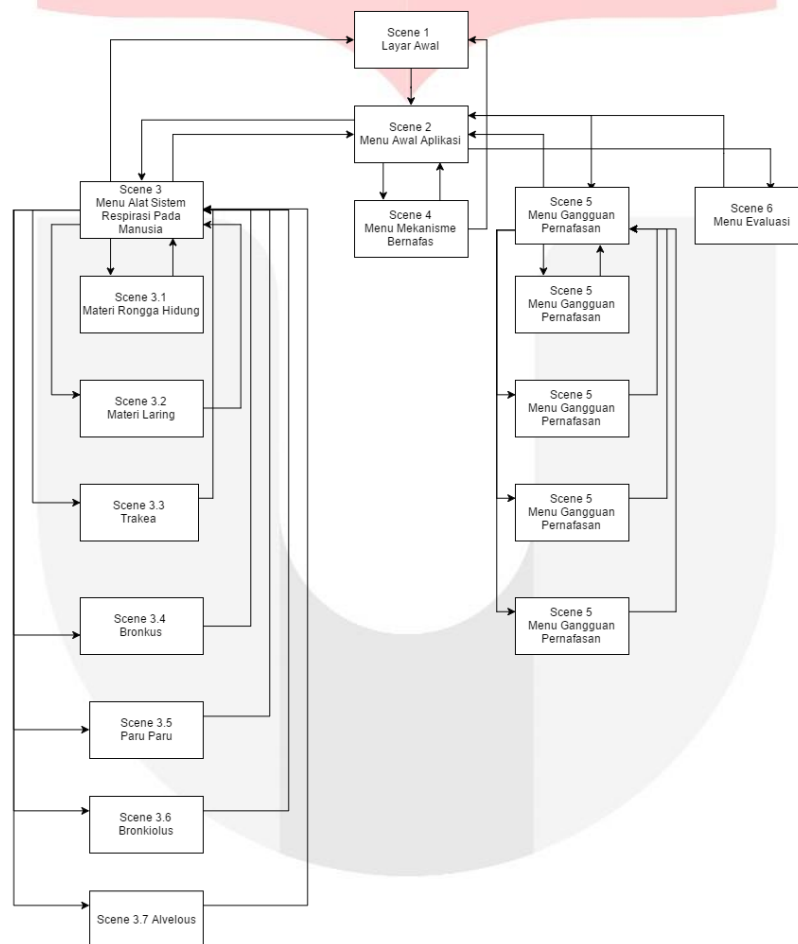 Scene 1
Layar Awal
Scene 2
Menu Awal Aplikasi
Scene 3
Menu Alat Sistem
Respirasi Pada
Manusia
Scene 4
Menu Mekanisme
Bernafas
Scene 5
Menu Gangguan
Pernafasan
Scene 6
Menu Evaluasi
Scene 3.1
Materi Rongga Hidung
Scene 5
Menu Gangguan
Pernafasan
Scene 3.2
Materi Laring
Scene 5
Menu Gangguan
Pernafasan
Scene 3.3
Trakea
Scene 5
Menu Gangguan
Pernafasan
Scene 3.4
Bronkus
Scene 5
Menu Gangguan
Pernafasan
Scene 3.5
Paru Paru
Scene 3.6
Bronkiolus
Scene 3.7 Alvelous